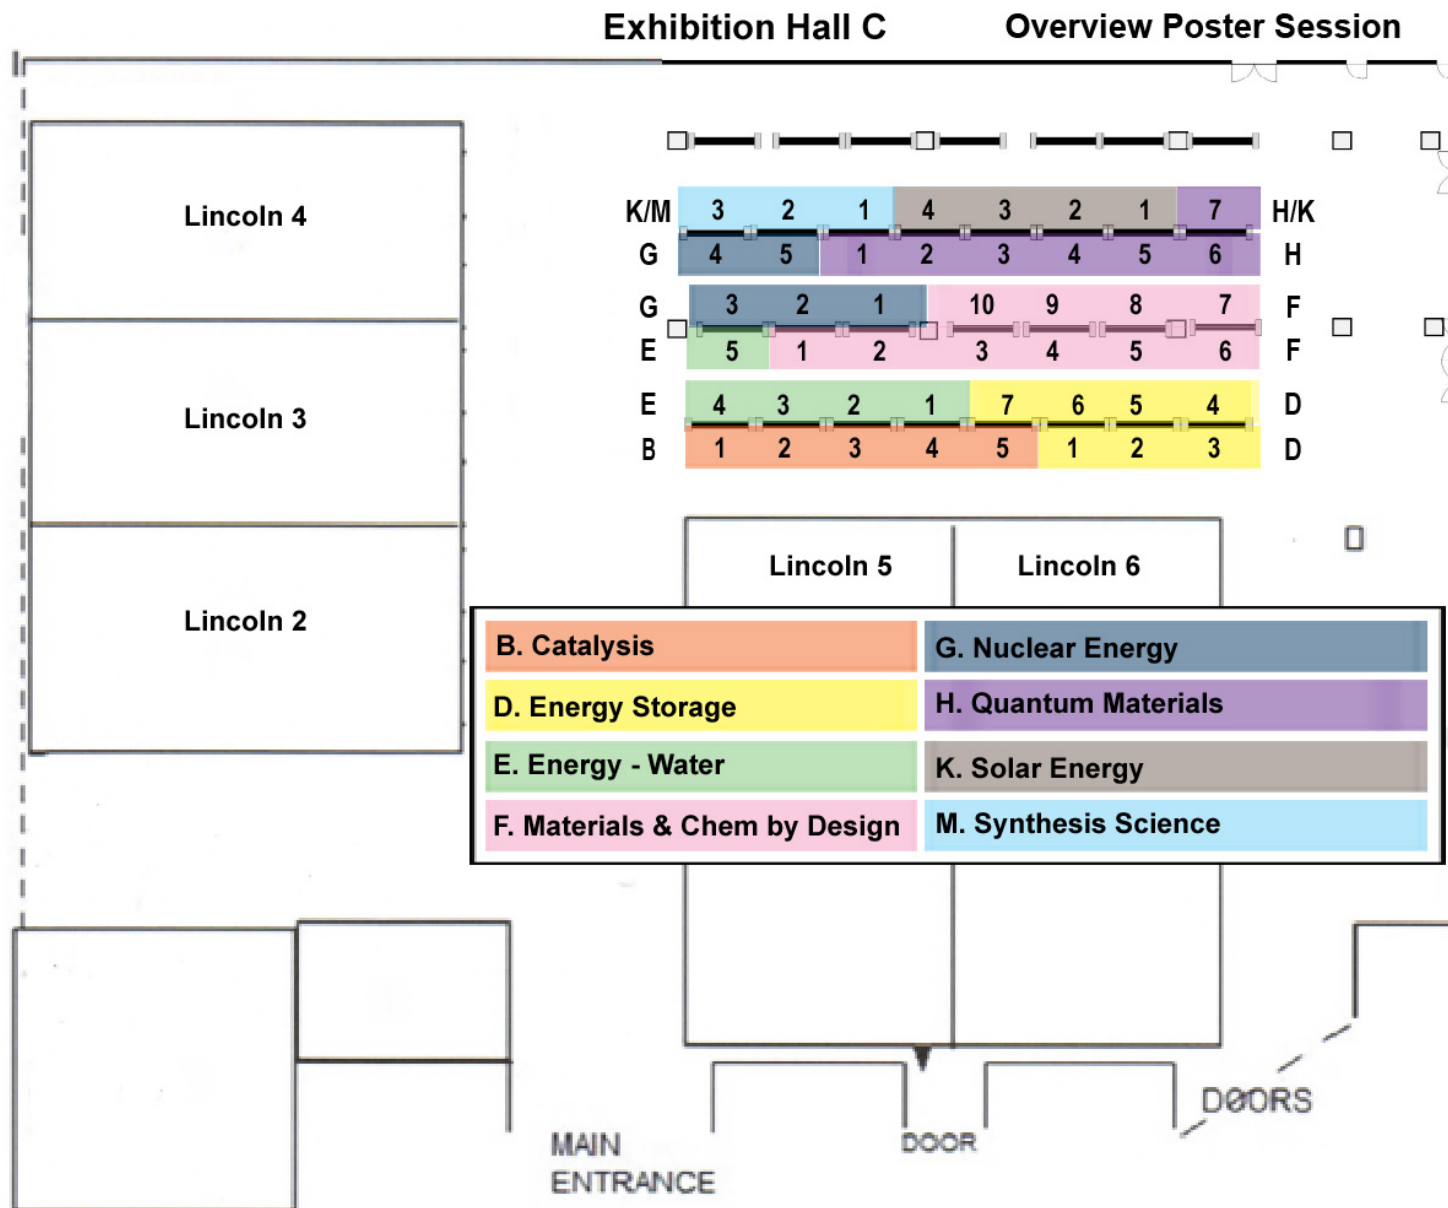 Exhibition Hall C Overview Poster Session
Lincoln 4
Lincoln 3
Lincoln 2
K/M 3 2 1 4 3 2 1 7 H/K
G 4 5 1 2 3 4 5 6 H
G 3 2 1 10 9 8 7 F
E 5 1 2 3 4 5 6 F
E 4 3 2 1 7 6 5 4 D
B 1 2 3 4 5 1 2 3 D
Lincoln 5 Lincoln 6
B. Catalysis
D. Energy Storage
E. Energy - Water
F. Materials & Chem by Design
G. Nuclear Energy
H. Quantum Materials
K. Solar Energy
M. Synthesis Science
MAIN
ENTRANCE
DOOR
DOORS